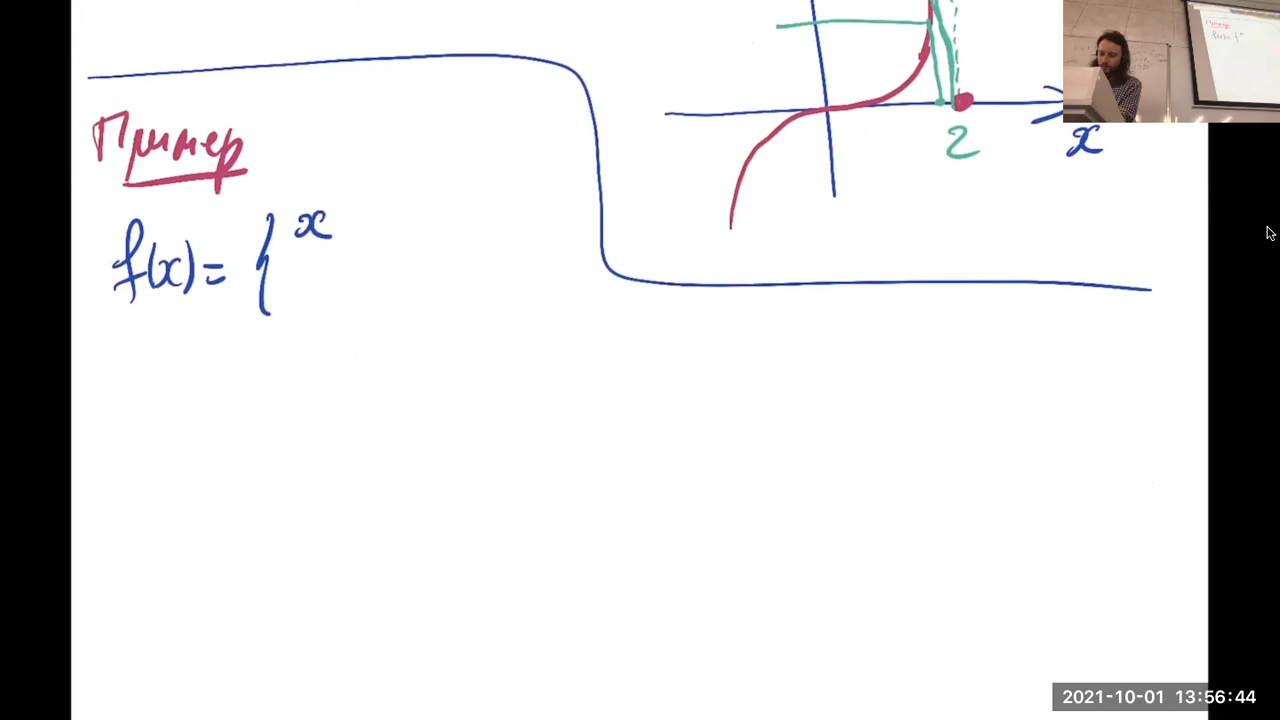 2
x
Пример
f(x) = { x
2021-10-01 13:56:44